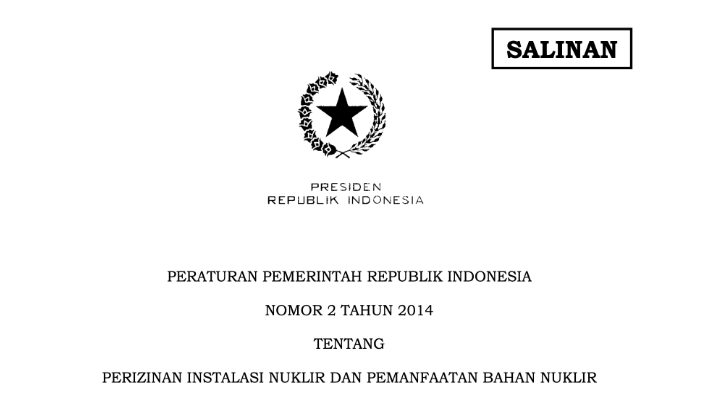 SALINAN
PRESIDEN
REPUBLIK INDONESIA
PERATURAN PEMERINTAH REPUBLIK INDONESIA
NOMOR 2 TAHUN 2014
TENTANG
PERIZINAN INSTALASI NUKLIR DAN PEMANFAATAN BAHAN NUKLIR